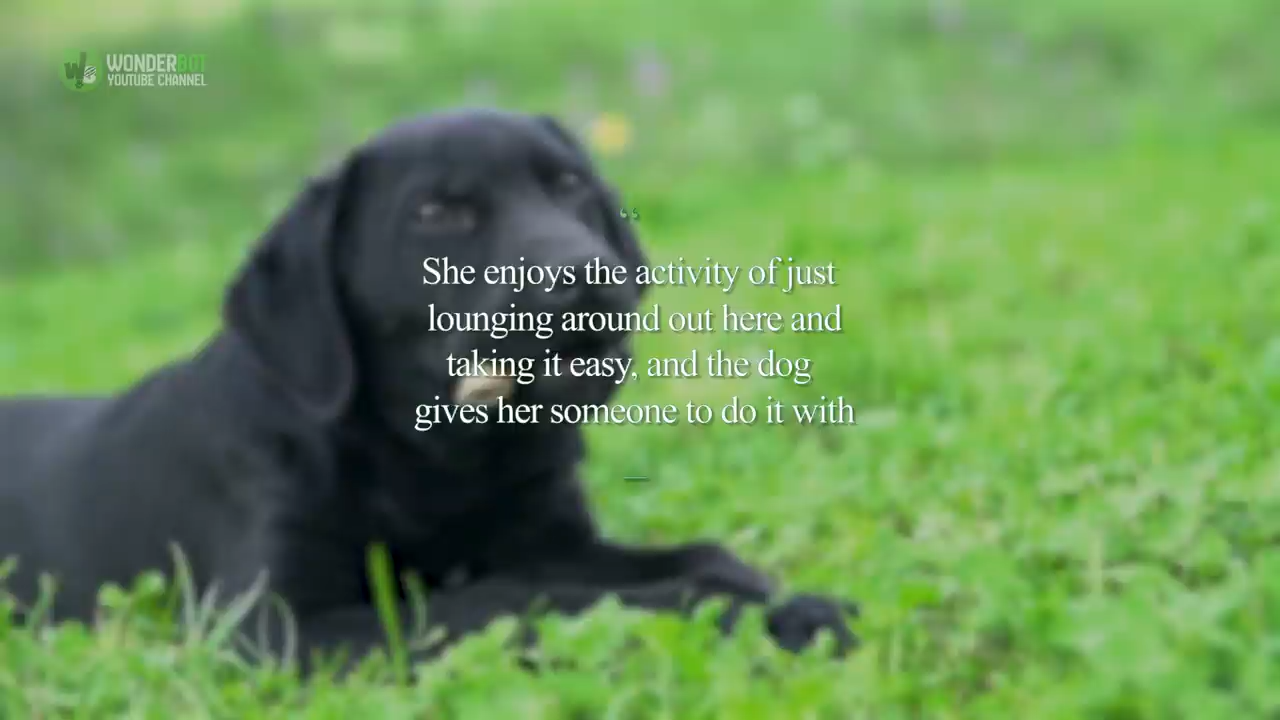 WONDERBOT
YOUTUBE CHANNEL
“
She enjoys the activity of just
lounging around out here and
taking it easy, and the dog
gives her someone to do it with